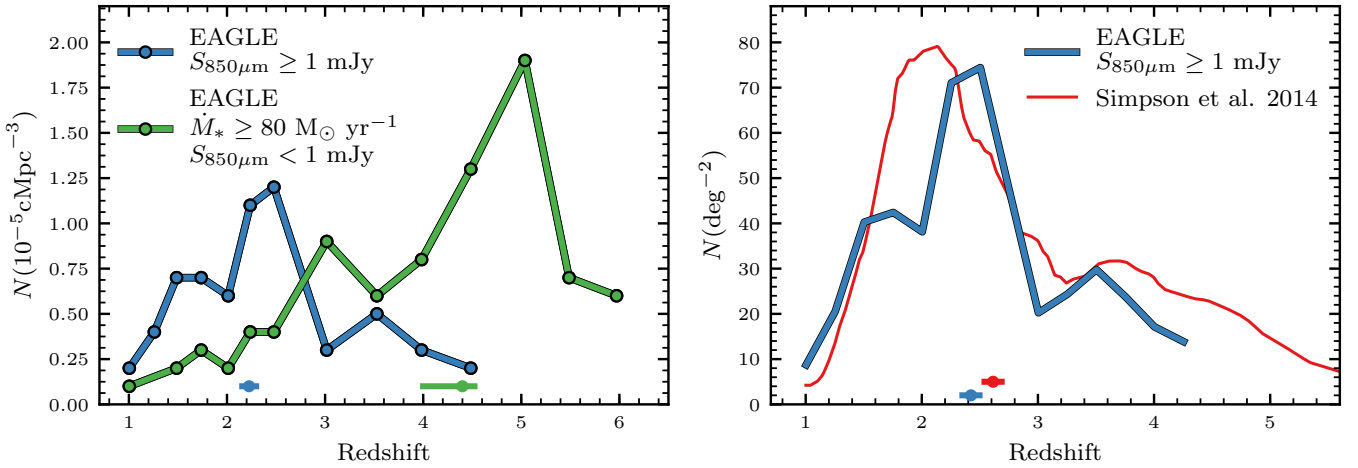 EAGLE
S₈₅₀μm ≥ 1 mJy
EAGLE
Ṁ* ≥ 80 M⊙ yr⁻¹
S₈₅₀μm < 1 mJy
N(10⁻⁵cMpc⁻³)
2.00
1.75
1.50
1.25
1.00
0.75
0.50
0.25
0.00
1 2 3 4 5 6
Redshift
EAGLE
S₈₅₀μm ≥ 1 mJy
Simpson et al. 2014
N(deg⁻²)
80
70
60
50
40
30
20
10
0
1 2 3 4 5
Redshift